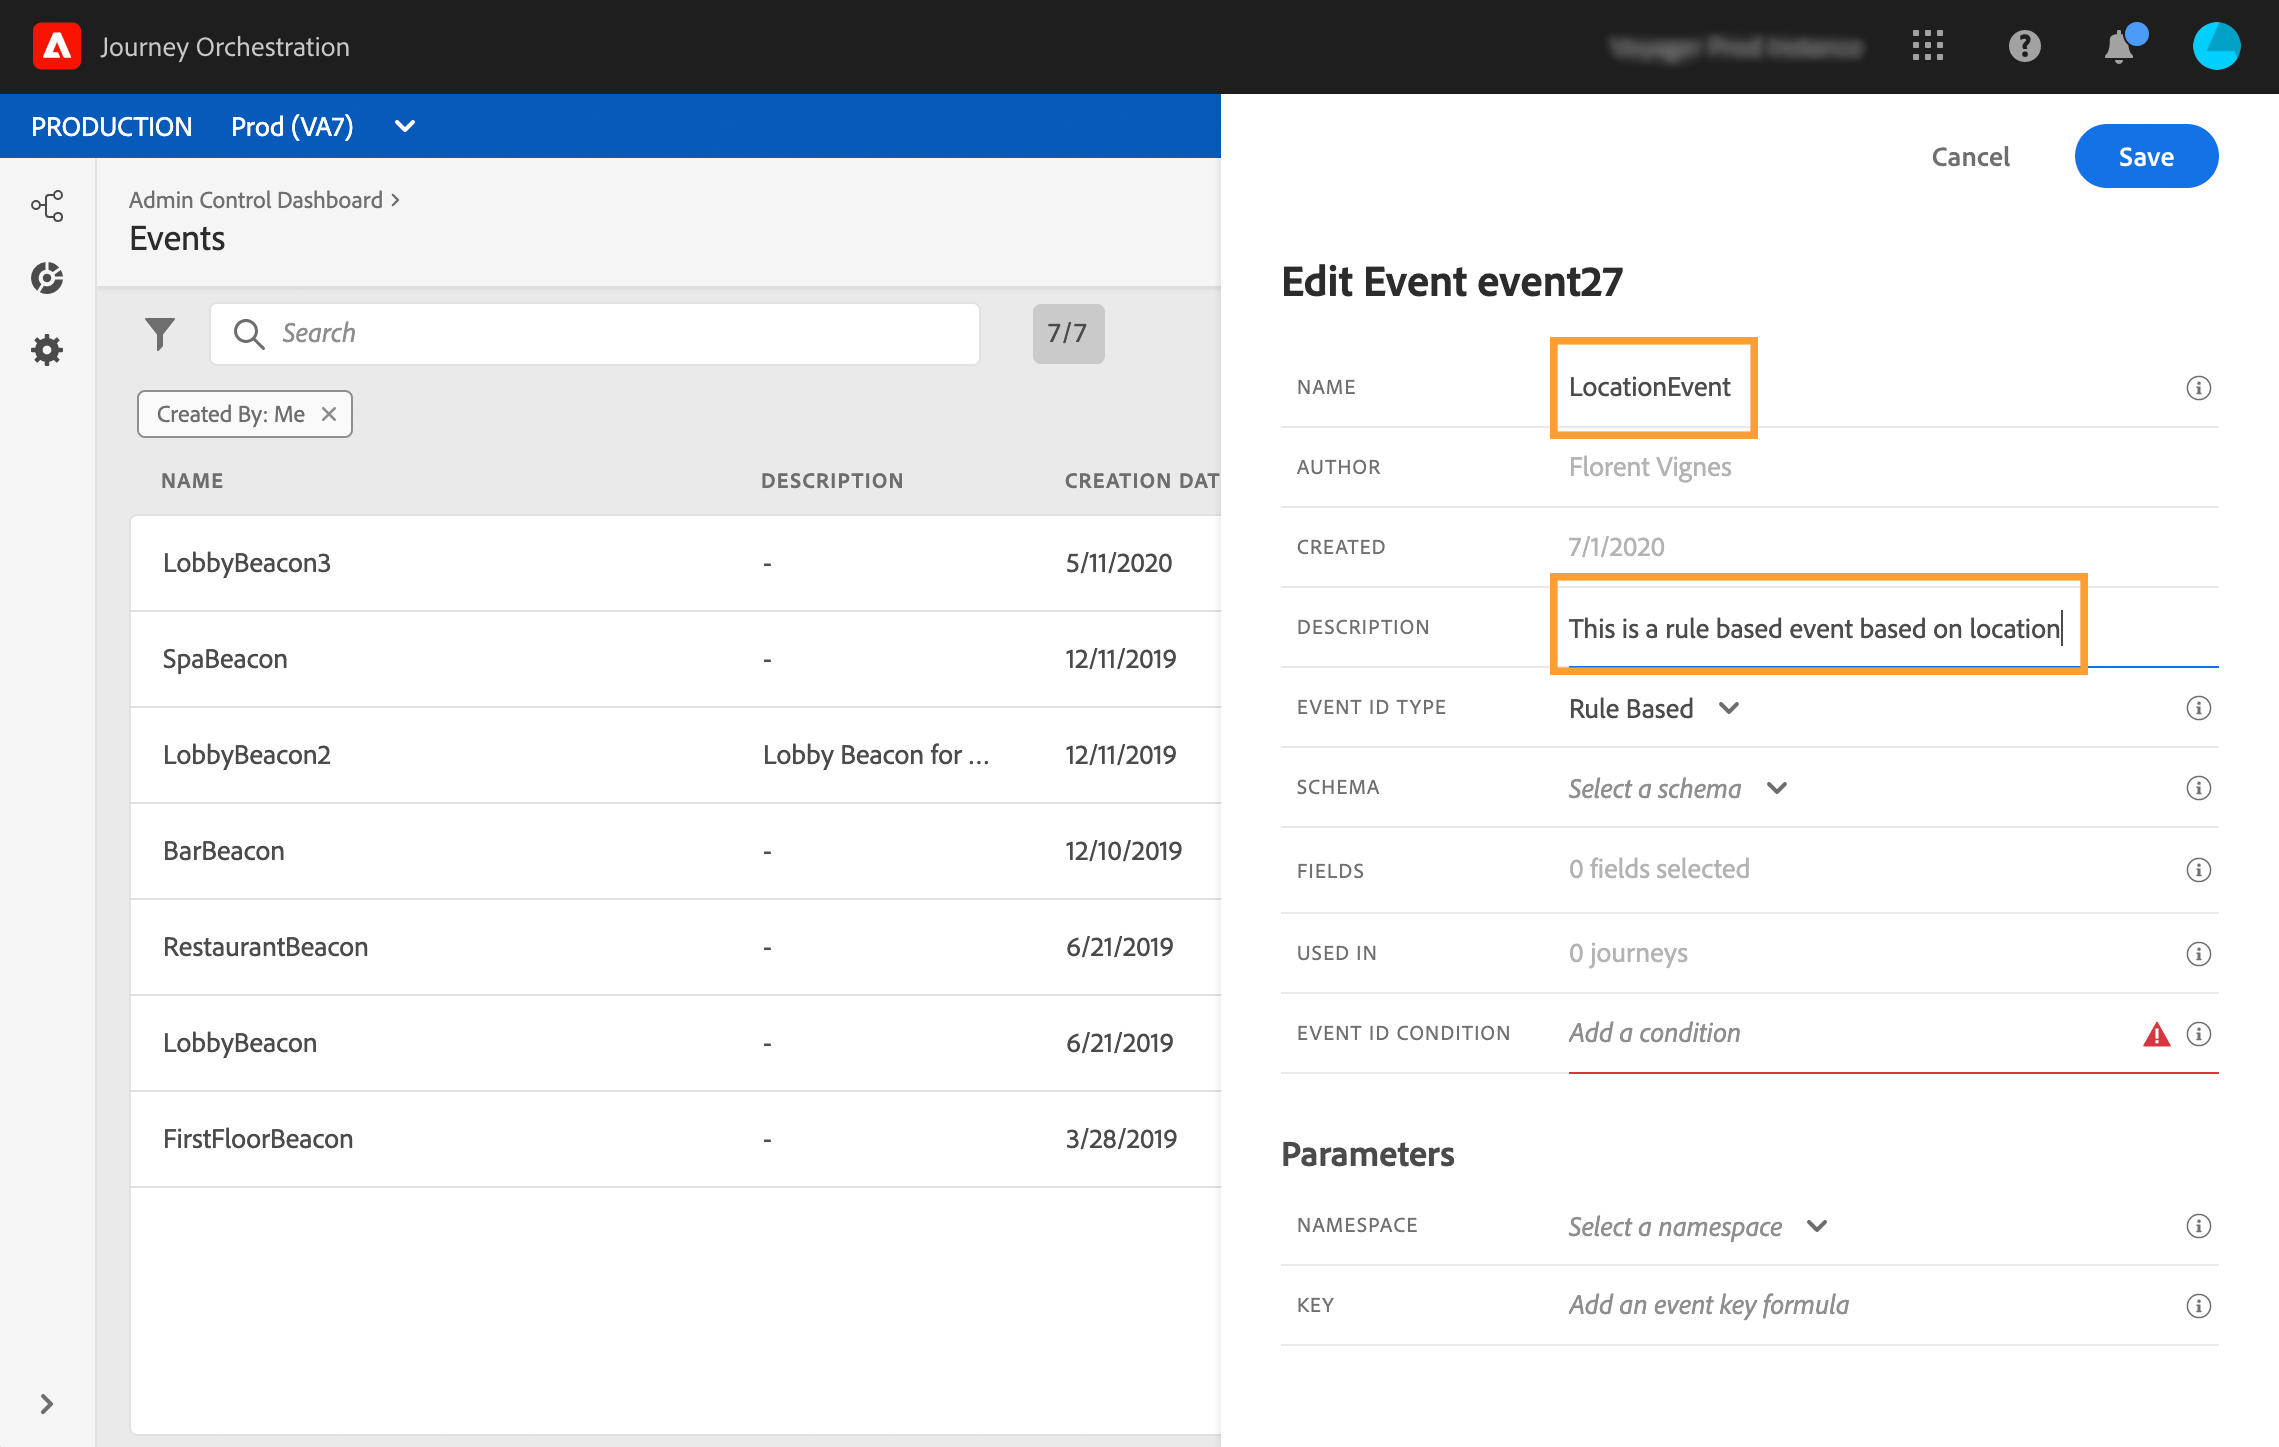 Journey Orchestration
PRODUCTION Prod (VA7)
Admin Control Dashboard >
Events
Search
7/7
Created By: Me ×
NAME DESCRIPTION CREATION DAT
LobbyBeacon3 - 5/11/2020
SpaBeacon - 12/11/2019
LobbyBeacon2 Lobby Beacon for ... 12/11/2019
BarBeacon - 12/10/2019
RestaurantBeacon - 6/21/2019
LobbyBeacon - 6/21/2019
FirstFloorBeacon - 3/28/2019
Cancel Save
Edit Event event27
NAME LocationEvent
AUTHOR Florent Vignes
CREATED 7/1/2020
DESCRIPTION This is a rule based event based on location
EVENT ID TYPE Rule Based
SCHEMA Select a schema
FIELDS 0 fields selected
USED IN 0 journeys
EVENT ID CONDITION Add a condition
Parameters
NAMESPACE Select a namespace
KEY Add an event key formula